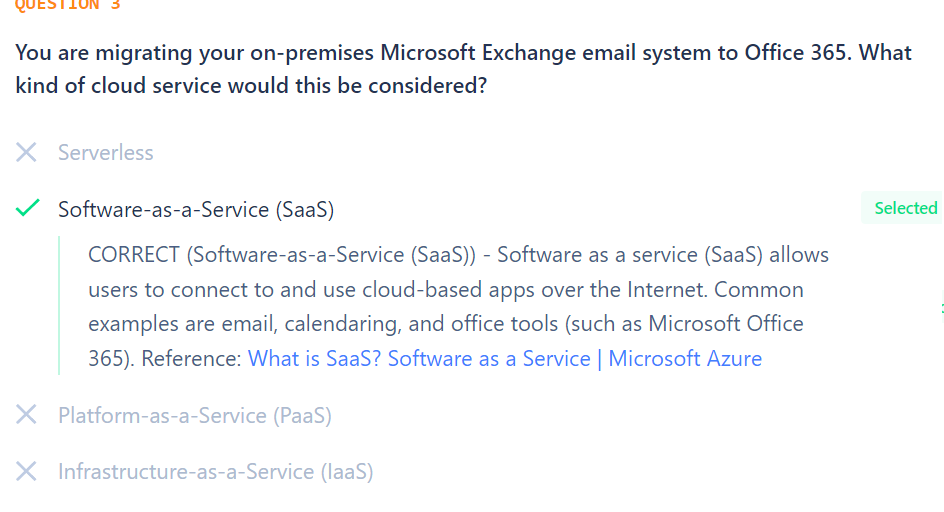 QUESTION 3
You are migrating your on-premises Microsoft Exchange email system to Office 365. What
kind of cloud service would this be considered?
Serverless
Software-as-a-Service (SaaS)
Selected
CORRECT (Software-as-a-Service (SaaS)) - Software as a service (SaaS) allows
users to connect to and use cloud-based apps over the Internet. Common
examples are email, calendaring, and office tools (such as Microsoft Office
365). Reference: What is SaaS? Software as a Service | Microsoft Azure
Platform-as-a-Service (PaaS)
Infrastructure-as-a-Service (IaaS)